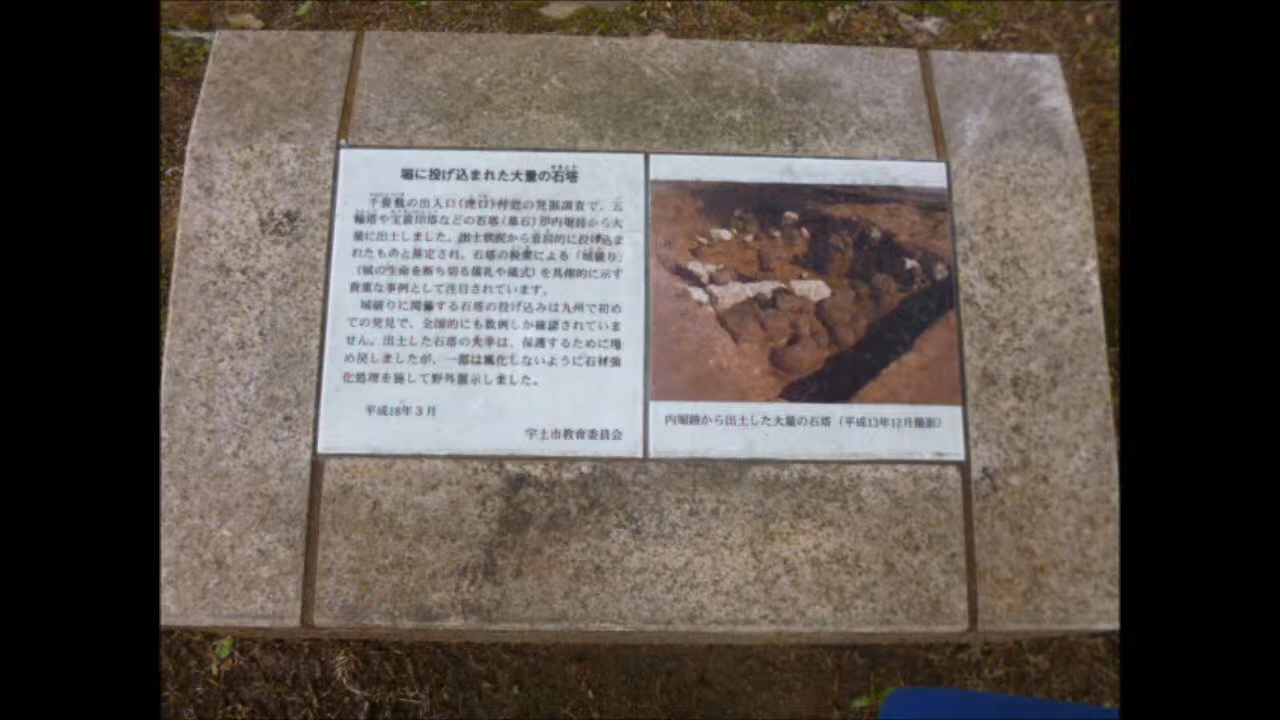 堀に投げ込まれた大量の石塔
千畳敷の出入口(虎口)付近の発掘調査で、五
輪塔や宝篋印塔などの石塔(墓石)が内堀跡から大
量に出土しました。出土状況から意図的に投げ込ま
れたものと推定され、石塔の投棄による「城破り」
(城の生命を断ち切る儀礼や儀式)を具体的に示す
貴重な事例として注目されています。
城破りに関係する石塔の投げ込みは九州で初め
ての発見で、全国的にも数例しか確認されていま
せん。出土した石塔の大半は、保護するために埋
め戻しましたが、一部は風化しないように石材強
化処理を施して野外展示しました。
平成18年3月
宇土市教育委員会
内堀跡から出土した大量の石塔(平成13年12月撮影)